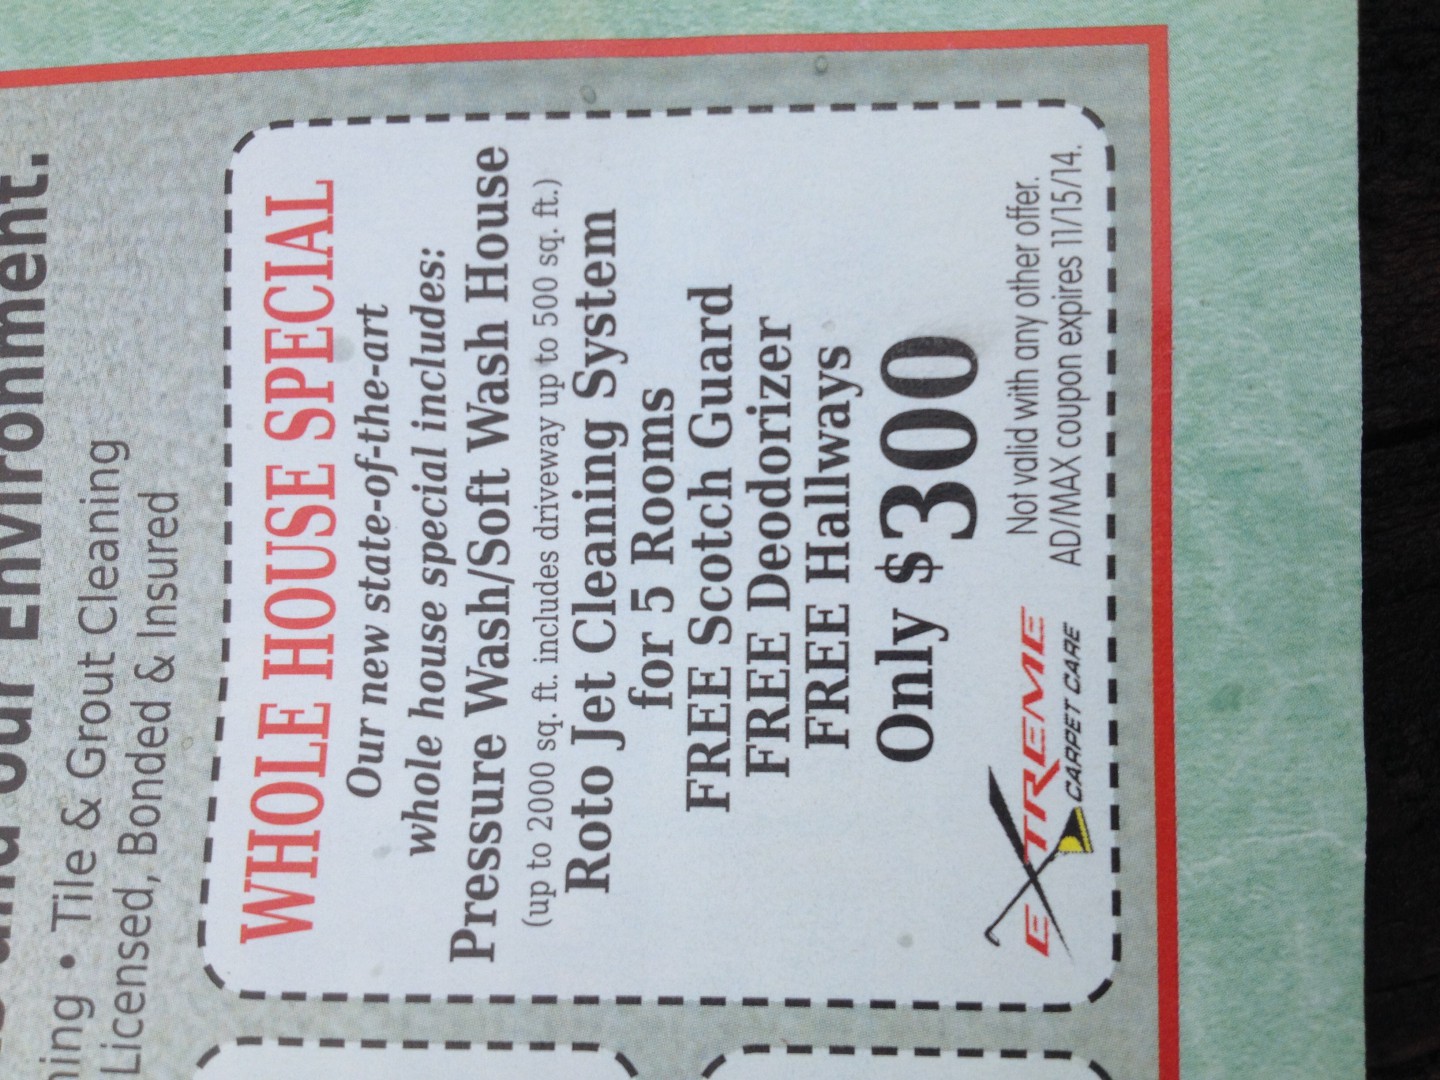 Environment.
Tile & Grout Cleaning
Licensed, Bonded & Insured
WHOLE HOUSE SPECIAL
Our new state-of-the-art
whole house special includes:
Pressure Wash/Soft Wash House
(up to 2000 sq. ft. includes driveway up to 500 sq. ft.)
Roto Jet Cleaning System
for 5 Rooms
FREE Scotch Guard
FREE Deodorizer
FREE Hallways
Only $300
EXTREME
CARPET CARE
Not valid with any other offer.
AD/MAX coupon expires 11/15/14.